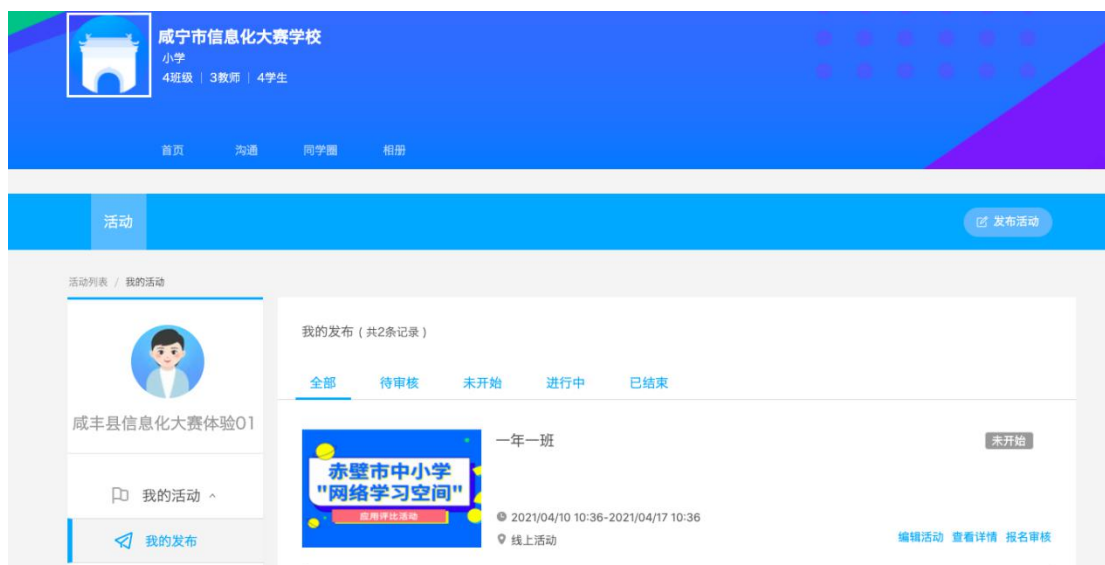 咸宁市信息化大赛学校
小学
4班级 | 3教师 | 4学生
首页 沟通 同学圈 相册
活动 发布活动
活动列表 / 我的活动
咸丰县信息化大赛体验01
我的活动
我的发布
我的发布 ( 共2条记录 )
全部 待审核 未开始 进行中 已结束
赤壁市中小学
"网络学习空间"
应用评比活动
一年一班 未开始
2021/04/10 10:36-2021/04/17 10:36
线上活动
编辑活动 查看详情 报名审核